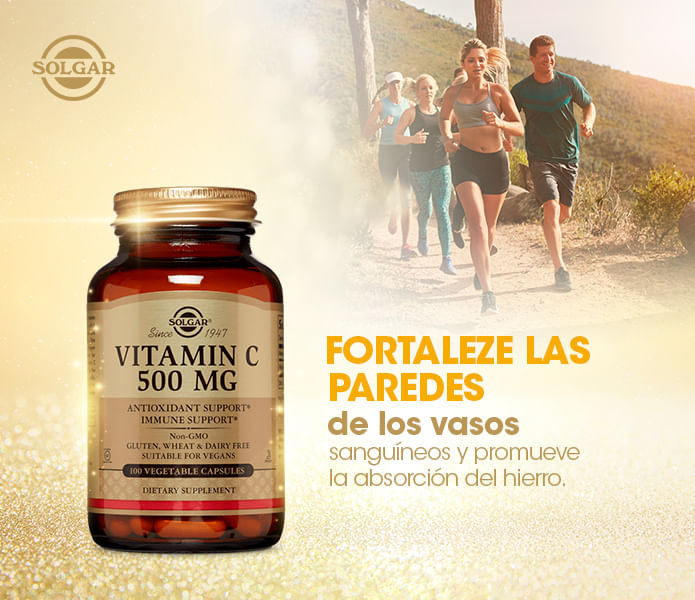 SOLGAR
SOLGAR®
Since 1947
VITAMIN C
500 MG
ANTIOXIDANT SUPPORT*
IMMUNE SUPPORT*
Non-GMO
GLUTEN, WHEAT & DAIRY FREE
SUITABLE FOR VEGANS
100 VEGETABLE CAPSULES
DIETARY SUPPLEMENT
FORTALEZE LAS
PAREDES
de los vasos
sanguíneos y promueve
la absorción del hierro.